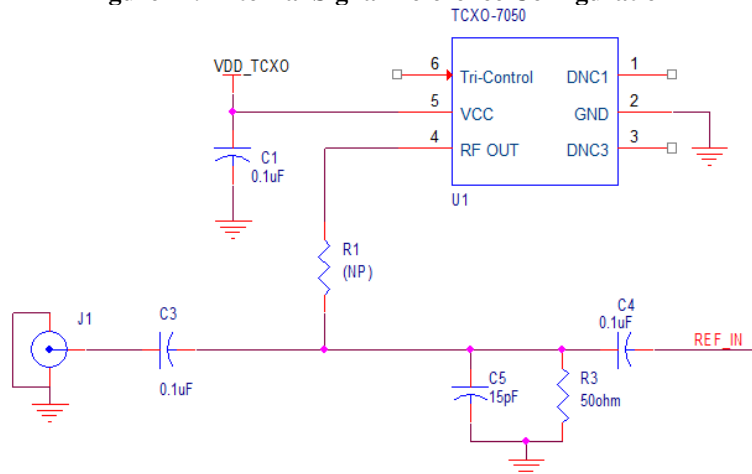 TCXO-7050
VDD_TCXO
6
Tri-Control
DNC1
1
5
VCC
GND
2
4
RF OUT
DNC3
3
C1
0.1uF
U1
R1
(NP)
J1
C3
0.1uF
C4
0.1uF
REF_IN
C5
15pF
R3
50ohm